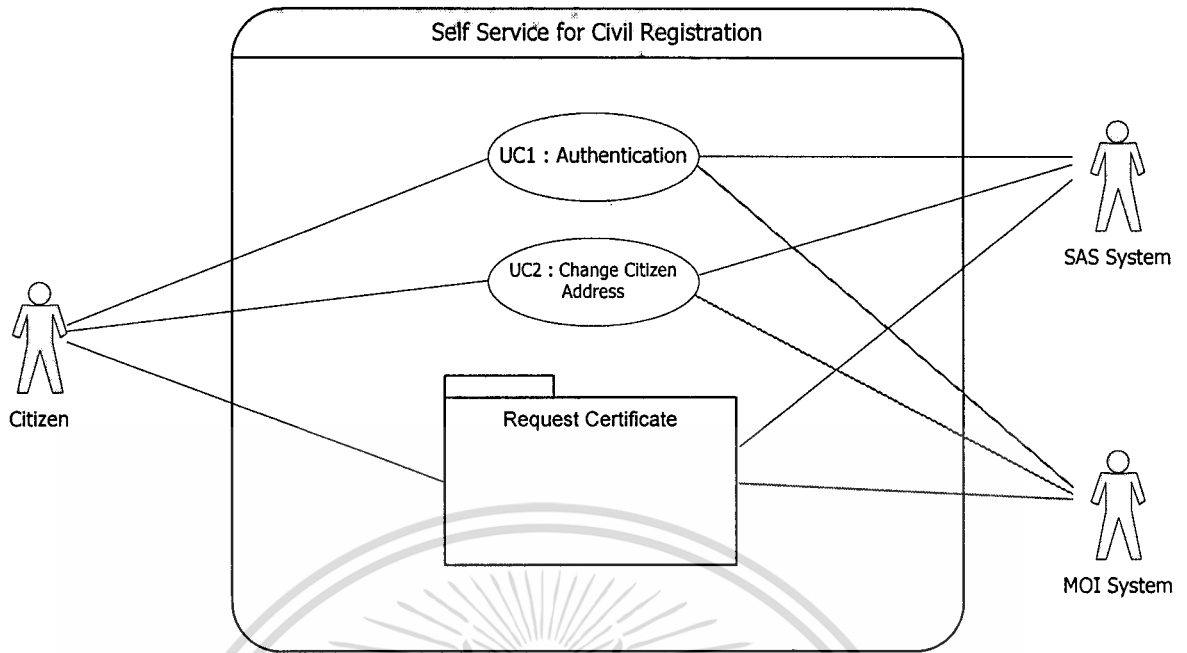 Self Service for Civil Registration
UC1 : Authentication
SAS System
UC2 : Change Citizen
Address
Citizen
Request Certificate
MOI System